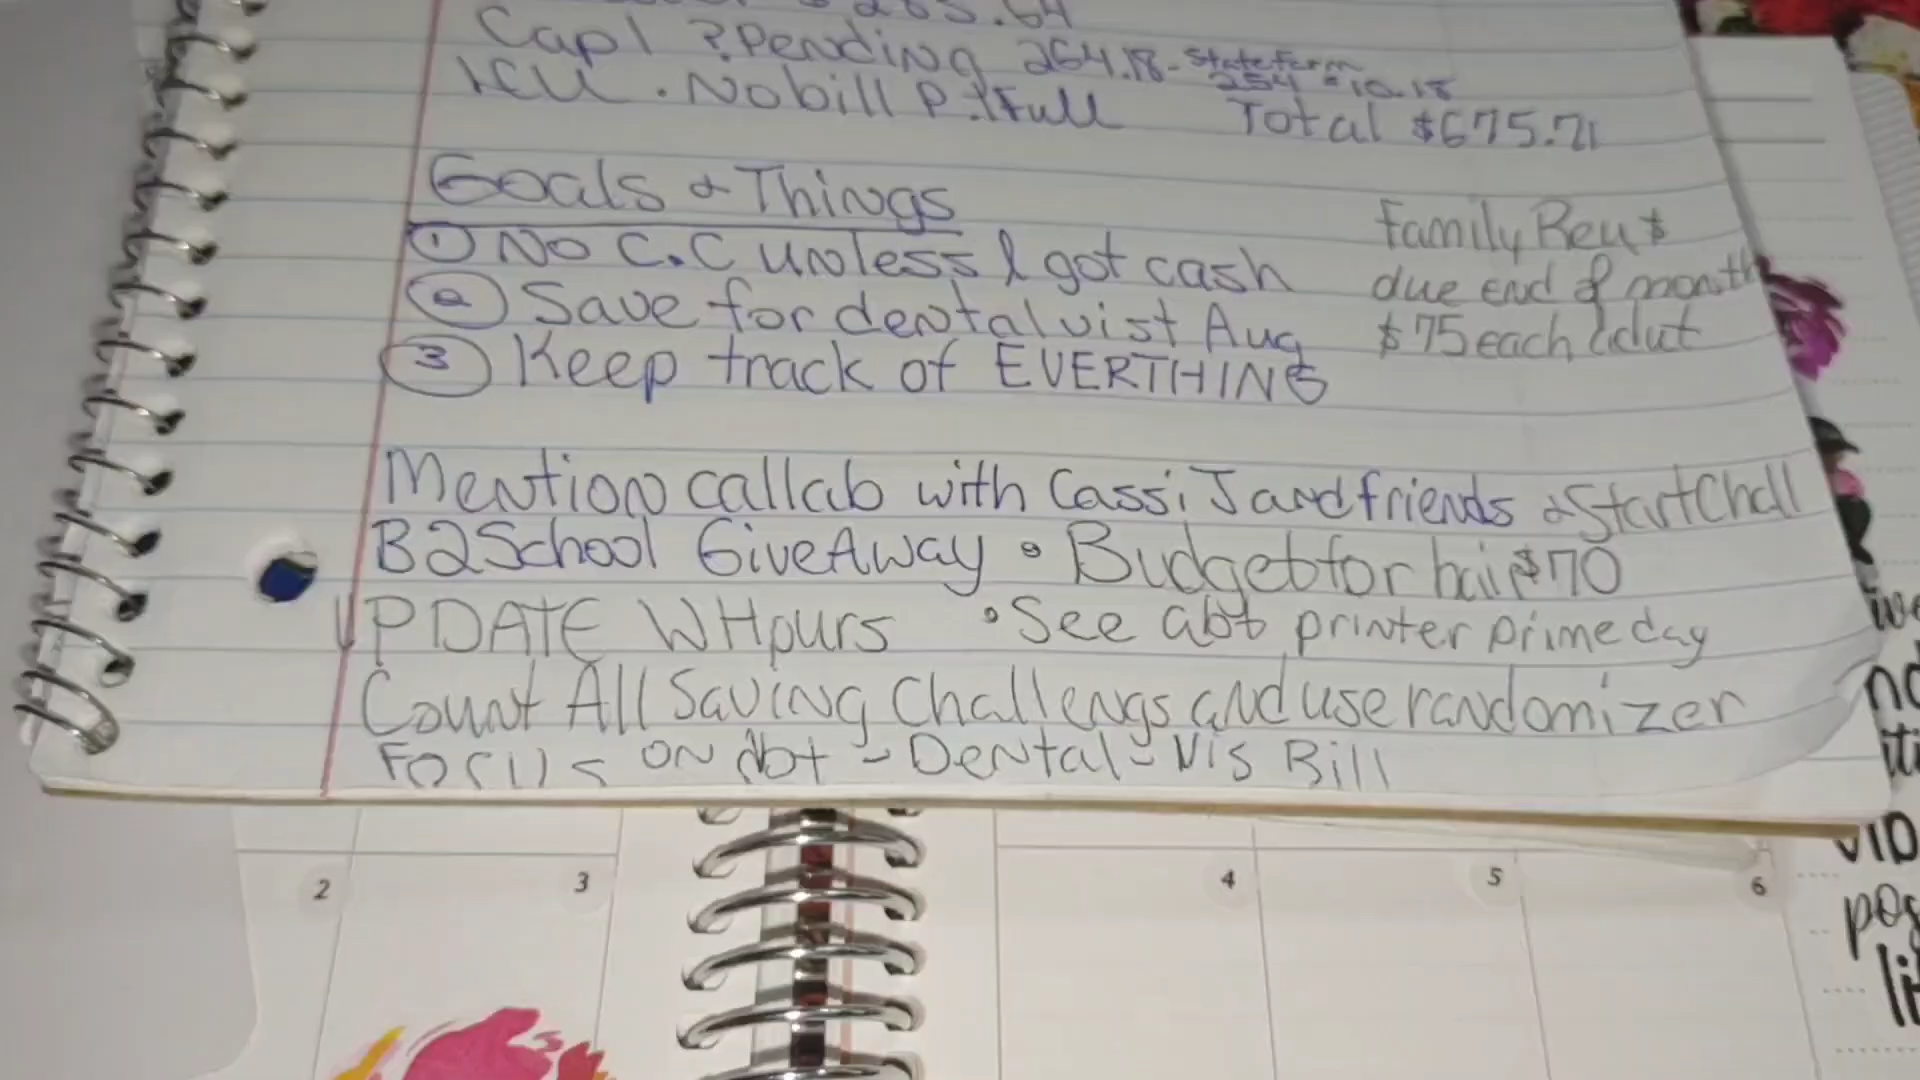 Cap1 ?Pending 264.18-Statefarm
254 = 10.18
NCU . No bill P.d Full Total $675.71
Goals & Things
① No C.C unless I got cash
② Save for dental vist Aug
③ Keep track of EVERTHING
Family Reu $
due end of month
$75 each adut
Mention callab with Cassi J and friends & Start Chall
B2School GiveAway • Budget for hair $70
UPDATE W Hours • See abt printer prime day
Count All Saving Challengs and use randomizer
Focus on dbt - Dental - Vis Bill
2
3
4
5
6